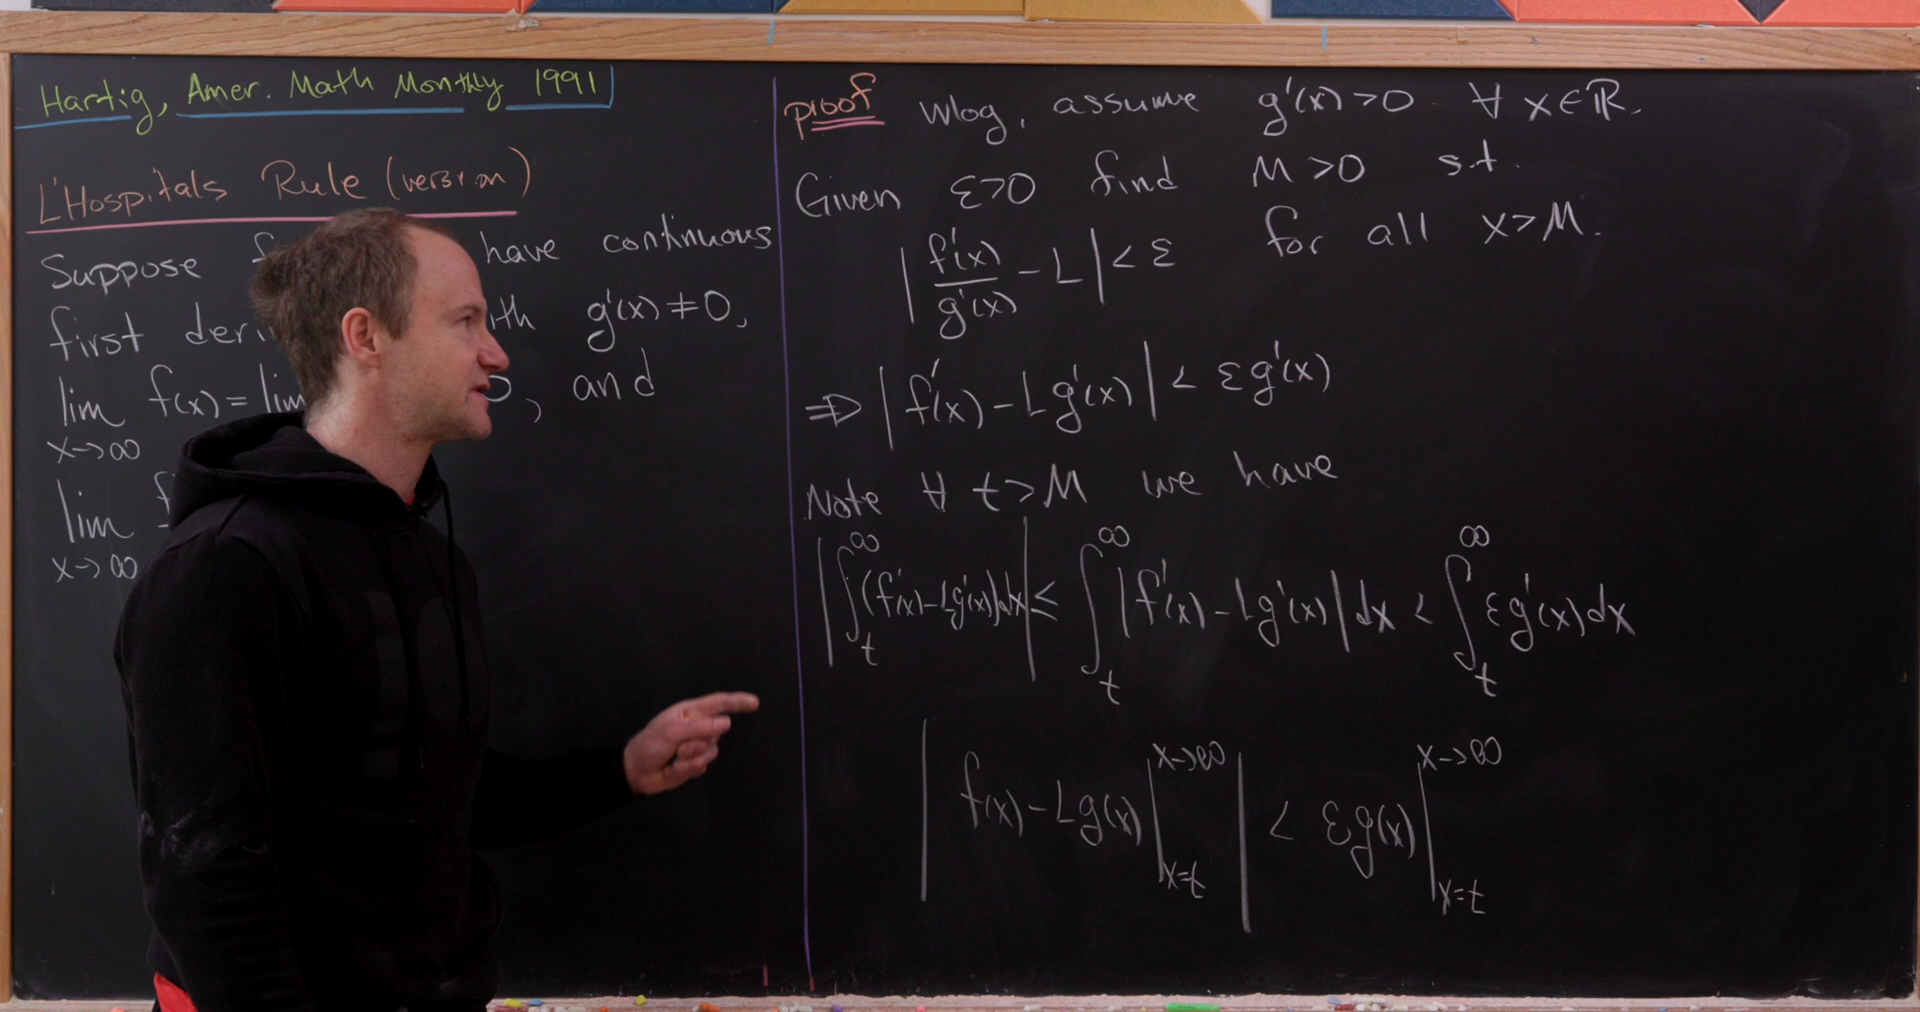 Hartig, Amer. Math Monthly 1991
L'Hospitals Rule (version)
Suppose f have continuous
first deri ith g'(x) ≠ 0,
lim f(x) = lim 0, and
x→∞
lim f
x→∞
proof Wlog, assume g'(x) > 0 ∀ x∈ℝ.
Given ε>0 find M>0 s.t.
| f'(x)/g'(x) - L | < ε for all x>M.
⇒ | f'(x) - Lg'(x) | < εg'(x)
Note ∀ t>M we have
| ∫_t^∞ (f'(x) - Lg'(x))dx | ≤ ∫_t^∞ | f'(x) - Lg'(x) | dx < ∫_t^∞ εg'(x)dx
| f(x) - Lg(x) |_{x=t}^{x→∞} | < εg(x) |_{x=t}^{x→∞}